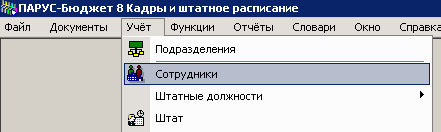 ПАРУС-Бюджет 8 Кадры и штатное расписание
Файл Документы Учёт Функции Отчёты Словари Окно Справка
Подразделения
Сотрудники
Штатные должности
Штат